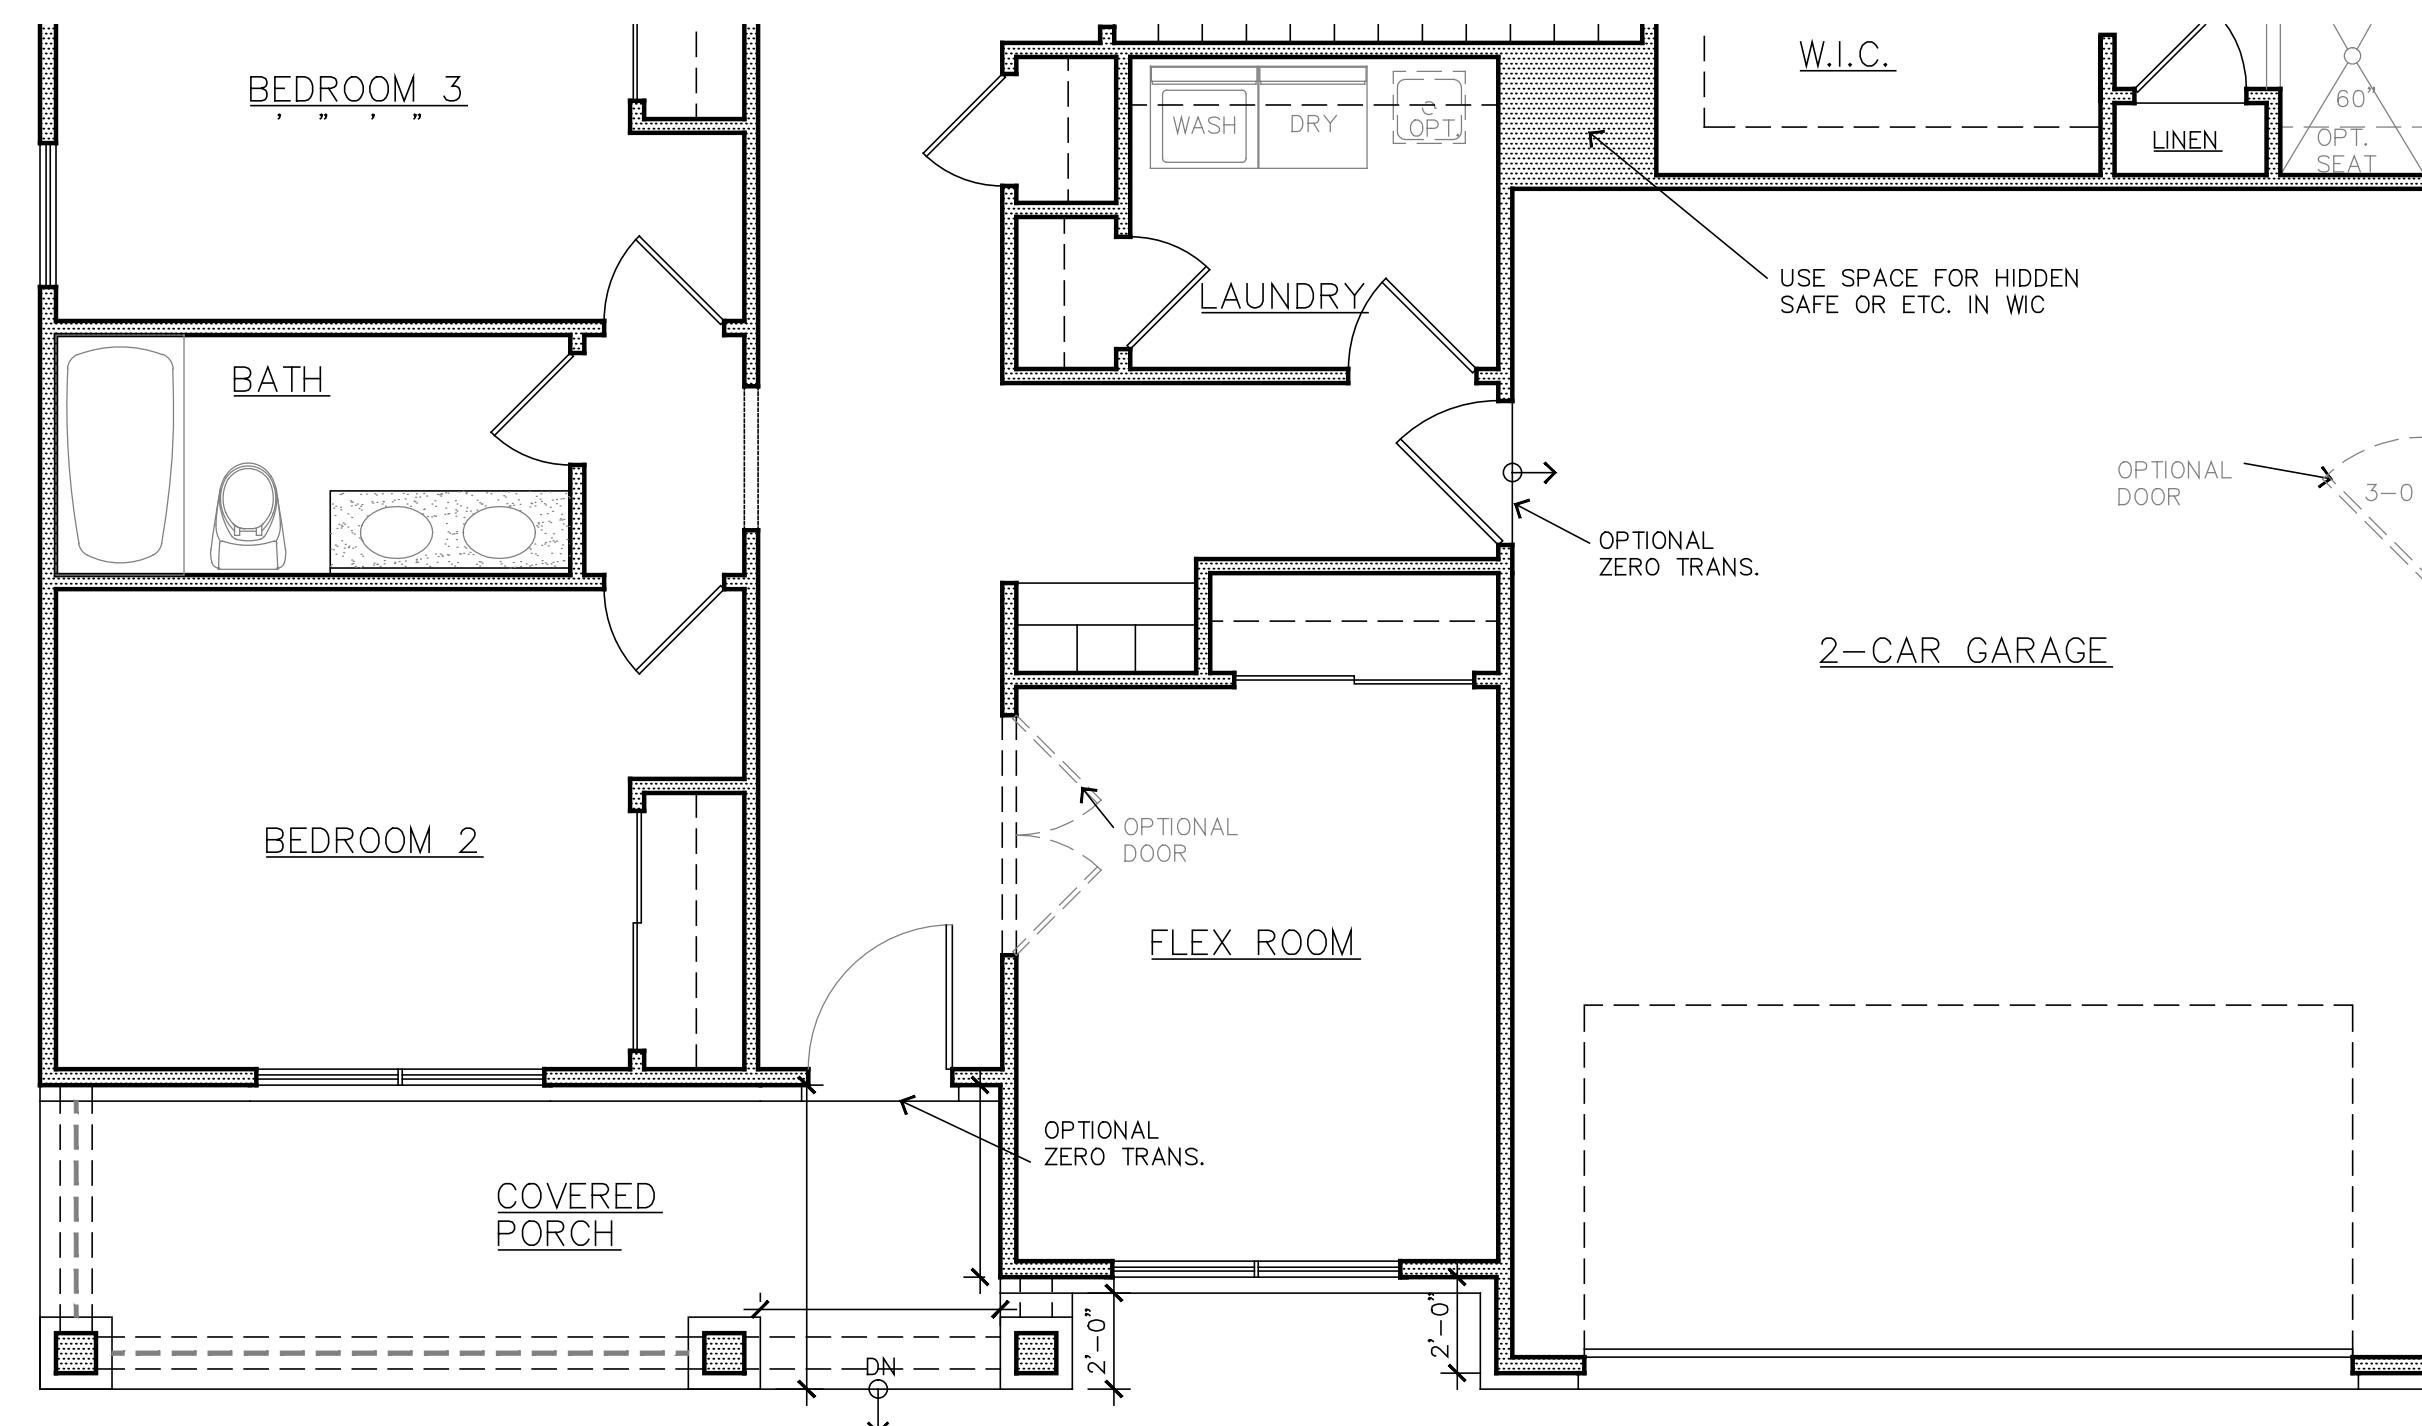 BEDROOM 3
' " ' "
W.I.C.
60"
WASH
DRY
OPT.
LINEN
OPT.
SEAT
LAUNDRY
USE SPACE FOR HIDDEN
SAFE OR ETC. IN WIC
BATH
OPTIONAL
DOOR
3-0
OPTIONAL
ZERO TRANS.
2-CAR GARAGE
BEDROOM 2
OPTIONAL
DOOR
FLEX ROOM
OPTIONAL
ZERO TRANS.
COVERED
PORCH
2'-0"
2'-0"
DN